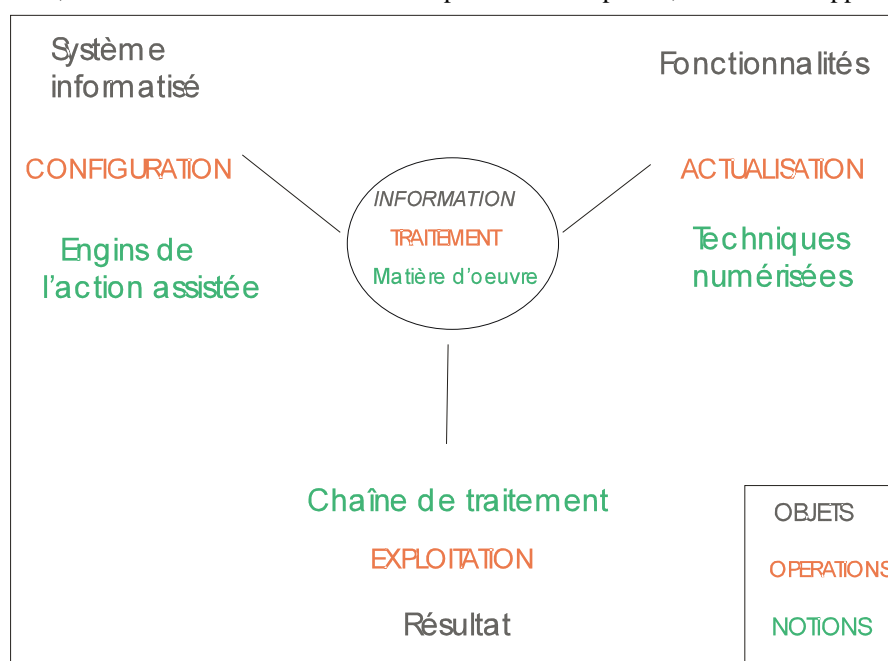 Système
informatisé
Fonctionnalités
CONFIGURATION
ACTUALISATION
INFORMATION
TRAITEMENT
Matière d'oeuvre
Engins de
l'action assistée
Techniques
numérisées
Chaîne de traitement
EXPLOITATION
Résultat
OBJETS
OPERATIONS
NOTIONS